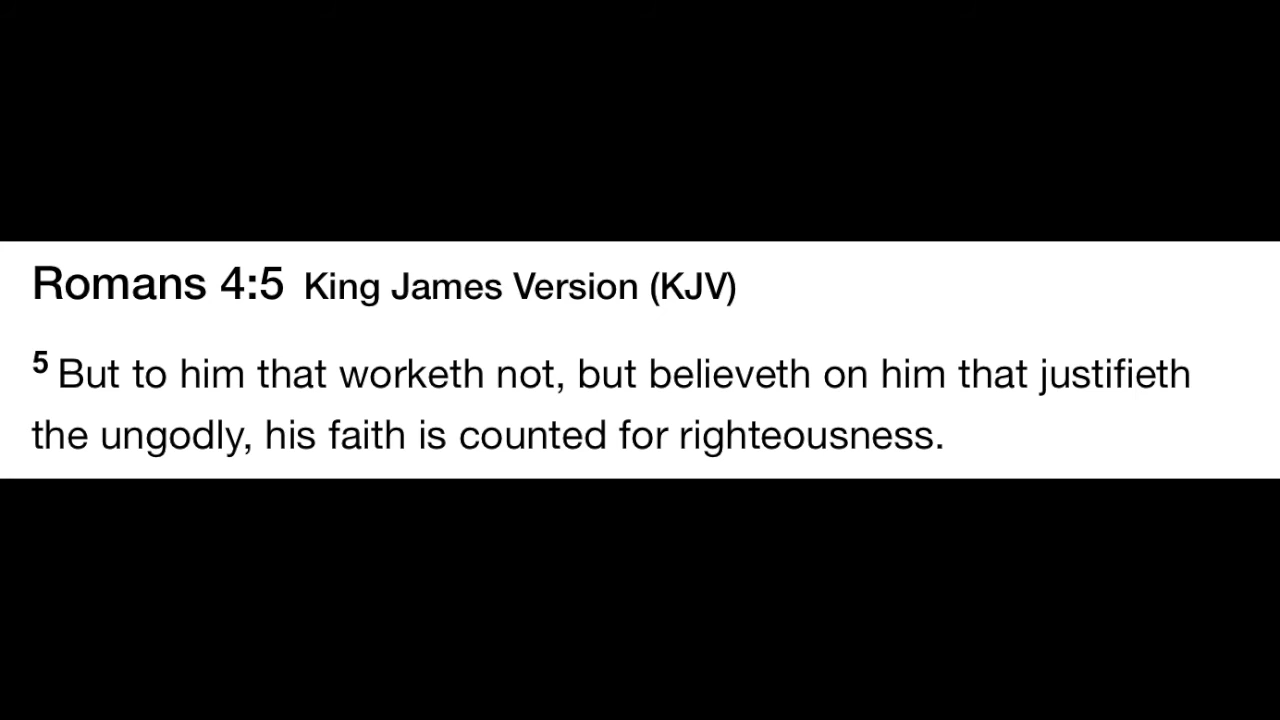 Romans 4:5 King James Version (KJV)
5 But to him that worketh not, but believeth on him that justifieth
the ungodly, his faith is counted for righteousness.